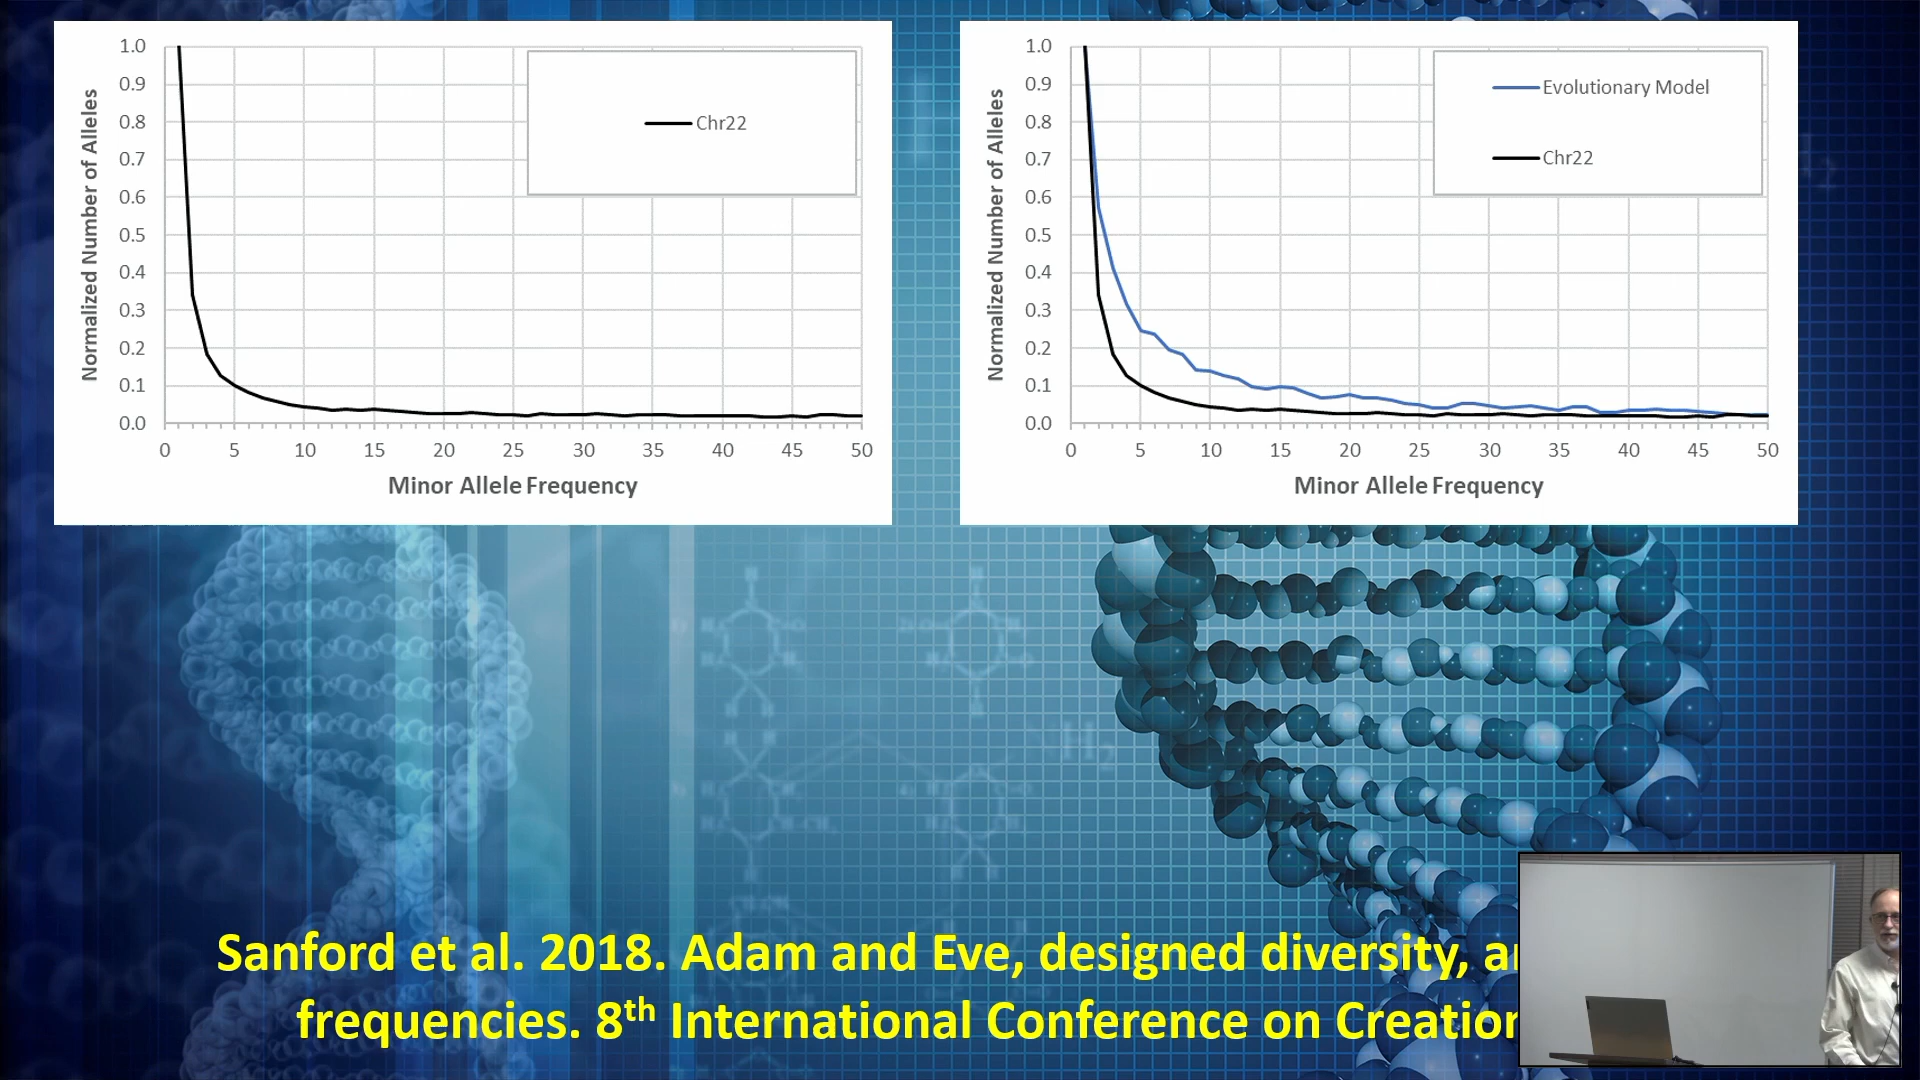 1.0
0.9
0.8
0.7
0.6
0.5
0.4
0.3
0.2
0.1
0.0
Normalized Number of Alleles
Chr22
0 5 10 15 20 25 30 35 40 45 50
Minor Allele Frequency
1.0
0.9
0.8
0.7
0.6
0.5
0.4
0.3
0.2
0.1
0.0
Normalized Number of Alleles
Evolutionary Model
Chr22
0 5 10 15 20 25 30 35 40 45 50
Minor Allele Frequency
H₂
Sanford et al. 2018. Adam and Eve, designed diversity,
frequencies. 8th International Conference on Creation